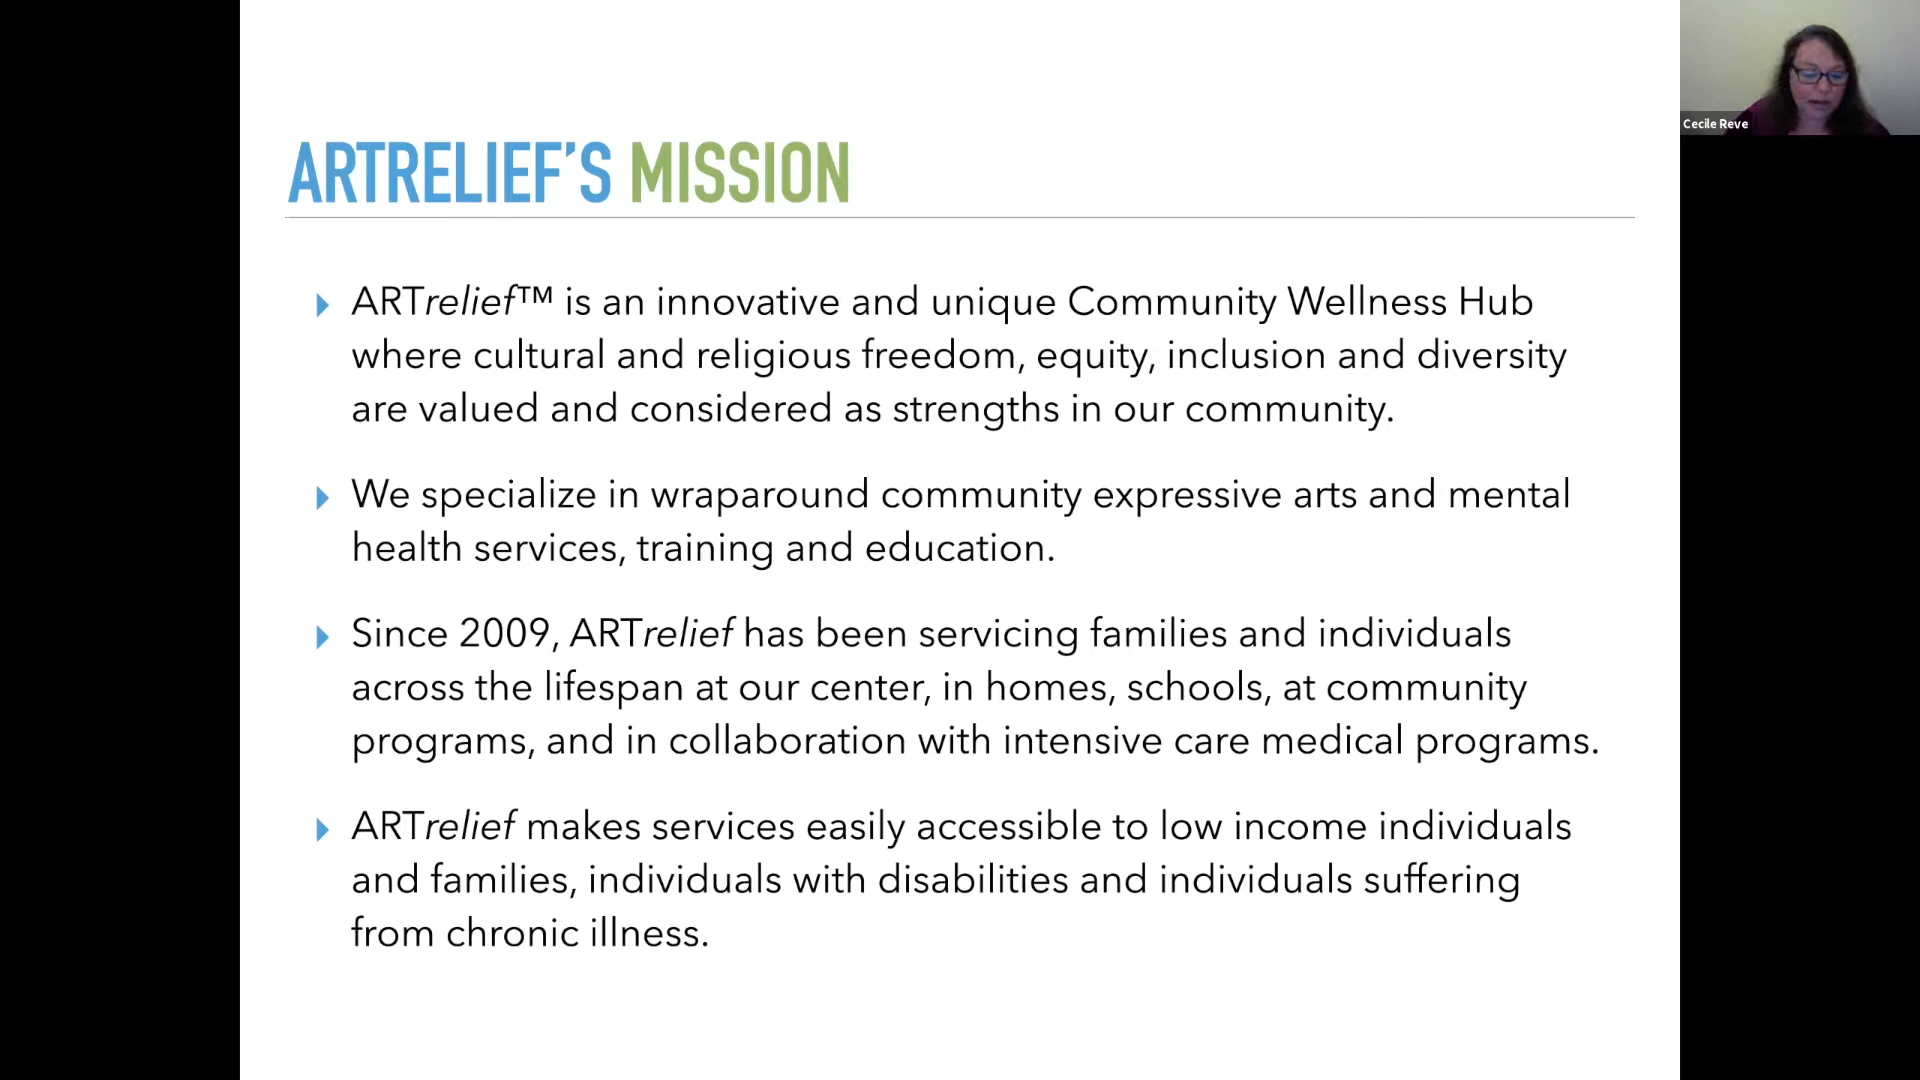 ARTRELIEF'S MISSION
Cecile Reve
ARTrelief™ is an innovative and unique Community Wellness Hub
where cultural and religious freedom, equity, inclusion and diversity
are valued and considered as strengths in our community.
We specialize in wraparound community expressive arts and mental
health services, training and education.
Since 2009, ARTrelief has been servicing families and individuals
across the lifespan at our center, in homes, schools, at community
programs, and in collaboration with intensive care medical programs.
ARTrelief makes services easily accessible to low income individuals
and families, individuals with disabilities and individuals suffering
from chronic illness.